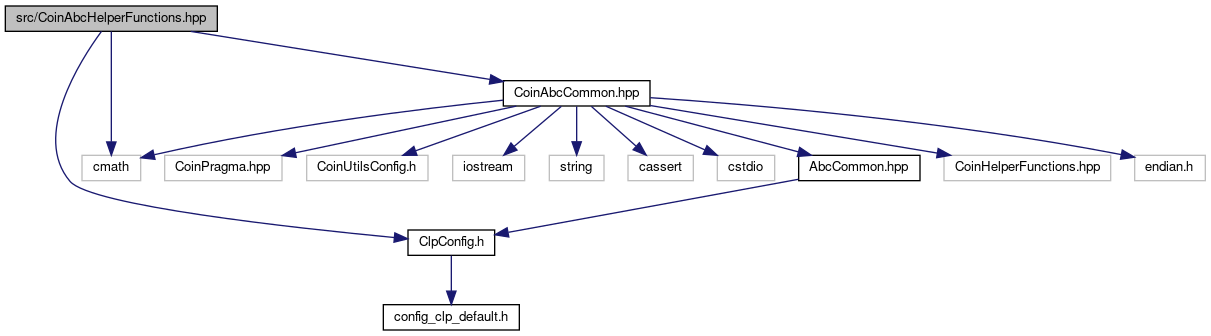 src/CoinAbcHelperFunctions.hpp
CoinAbcCommon.hpp
cmath
CoinPragma.hpp
CoinUtilsConfig.h
iostream
string
cassert
cstdio
AbcCommon.hpp
CoinHelperFunctions.hpp
endian.h
ClpConfig.h
config_clp_default.h